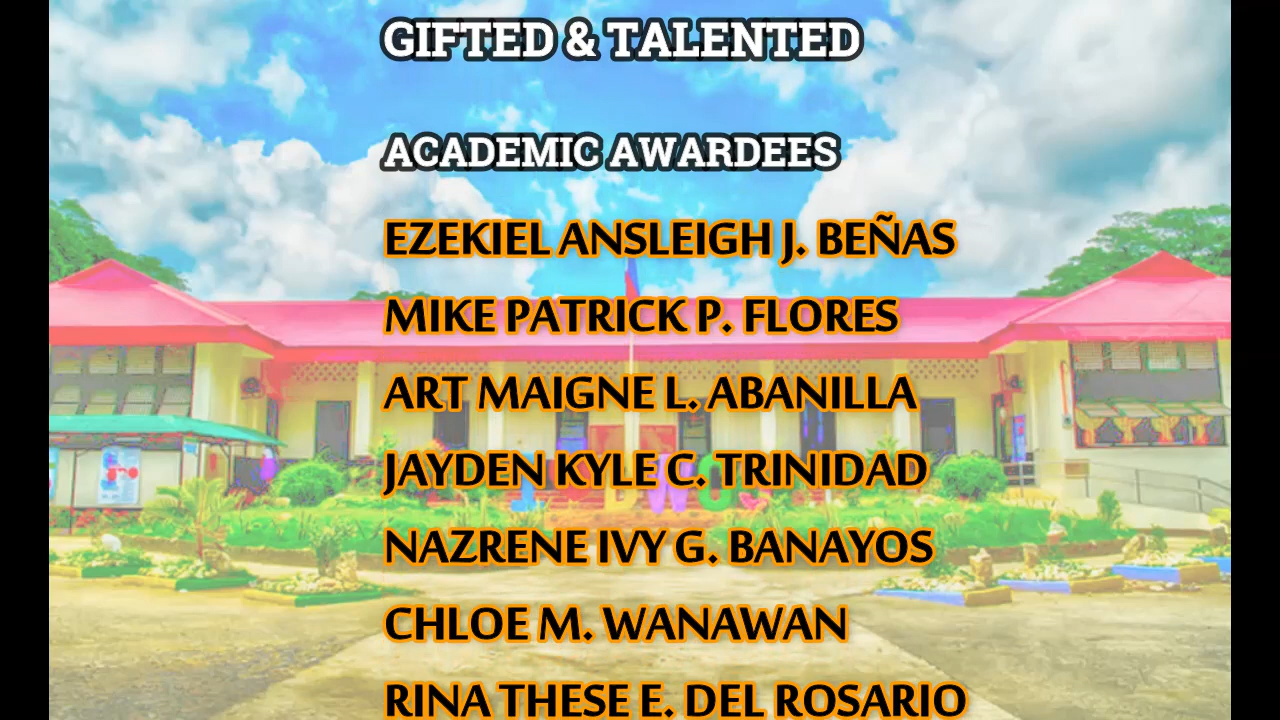 GIFTED & TALENTED
ACADEMIC AWARDEES
EZEKIEL ANSLEIGH J. BEÑAS
MIKE PATRICK P. FLORES
ART MAIGNE L. ABANILLA
JAYDEN KYLE C. TRINIDAD
NAZRENE IVY G. BANAYOS
CHLOE M. WANAWAN
RINA THESE E. DEL ROSARIO